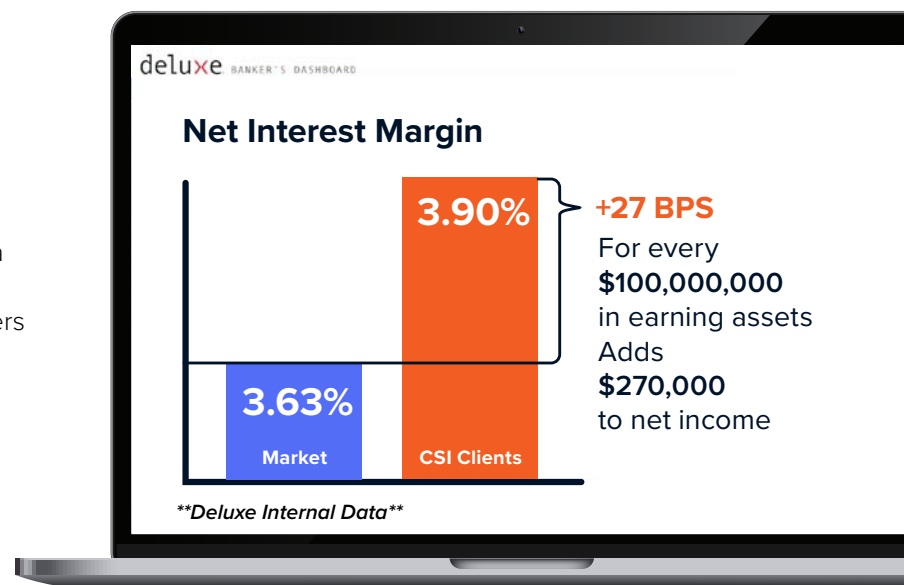 deluxe BANKER'S DASHBOARD
Net Interest Margin
3.90%
+27 BPS
For every
$100,000,000
in earning assets
Adds
$270,000
to net income
3.63%
Market
CSI Clients
**Deluxe Internal Data**